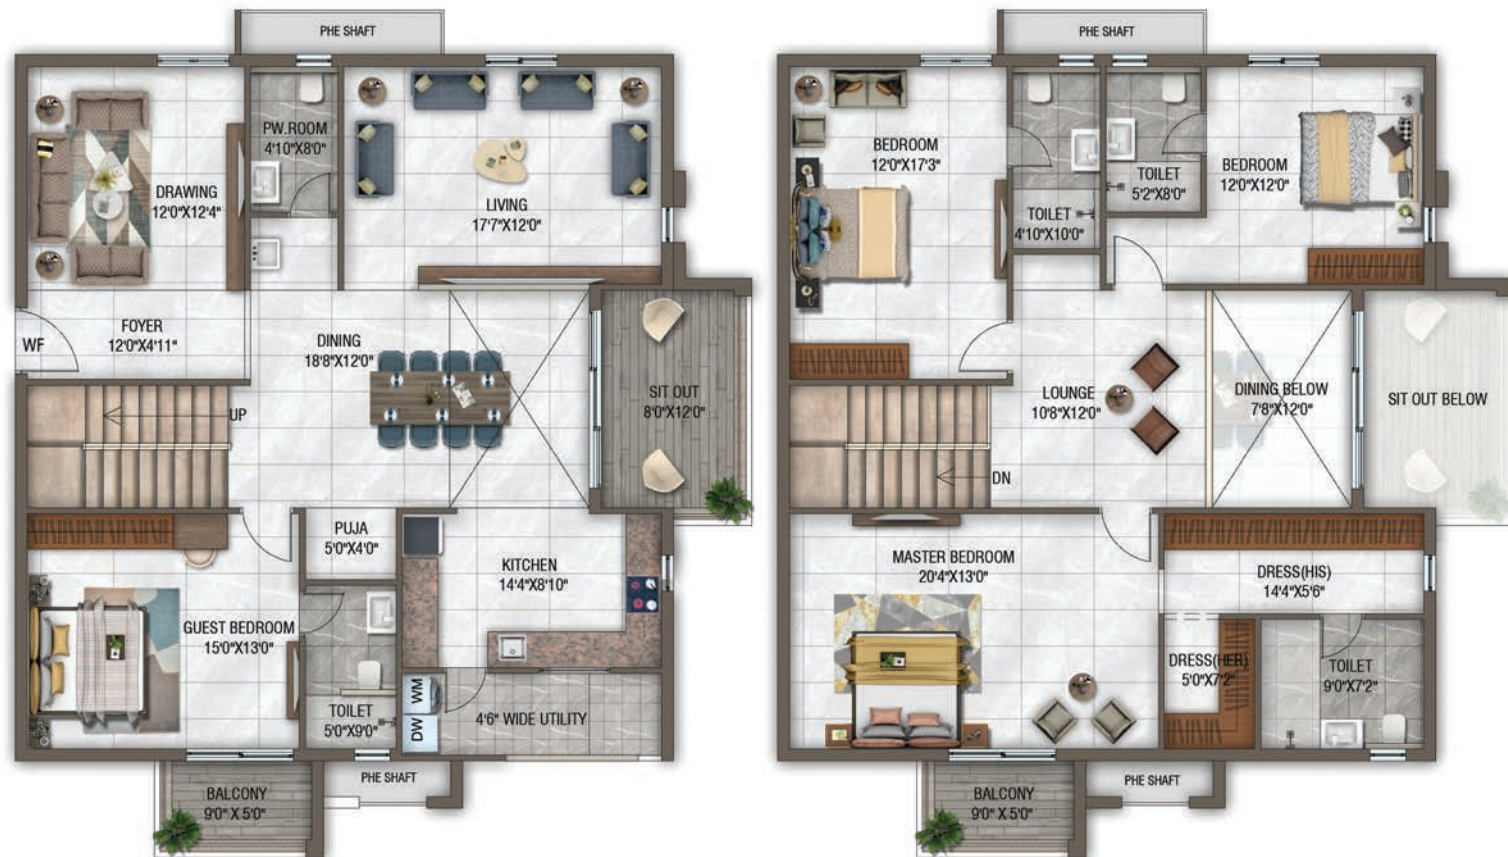 PHE SHAFT
PW.ROOM
4'10"X8'0"
DRAWING
12'0"X12'4"
LIVING
17'7"X12'0"
FOYER
12'0"X4'11"
WF
DINING
18'8"X12'0"
SIT OUT
8'0"X12'0"
UP
PUJA
5'0"X4'0"
KITCHEN
14'4"X8'10"
GUEST BEDROOM
15'0"X13'0"
TOILET
5'0"X9'0"
WM
DW
4'6" WIDE UTILITY
BALCONY
9'0" X 5'0"
PHE SHAFT
PHE SHAFT
BEDROOM
12'0"X17'3"
TOILET
4'10"X10'0"
TOILET
5'2"X8'0"
BEDROOM
12'0"X12'0"
LOUNGE
10'8"X12'0"
DINING BELOW
7'8"X12'0"
SIT OUT BELOW
DN
MASTER BEDROOM
20'4"X13'0"
DRESS(HIS)
14'4"X5'6"
DRESS(HER)
5'0"X7'2"
TOILET
9'0"X7'2"
BALCONY
9'0" X 5'0"
PHE SHAFT